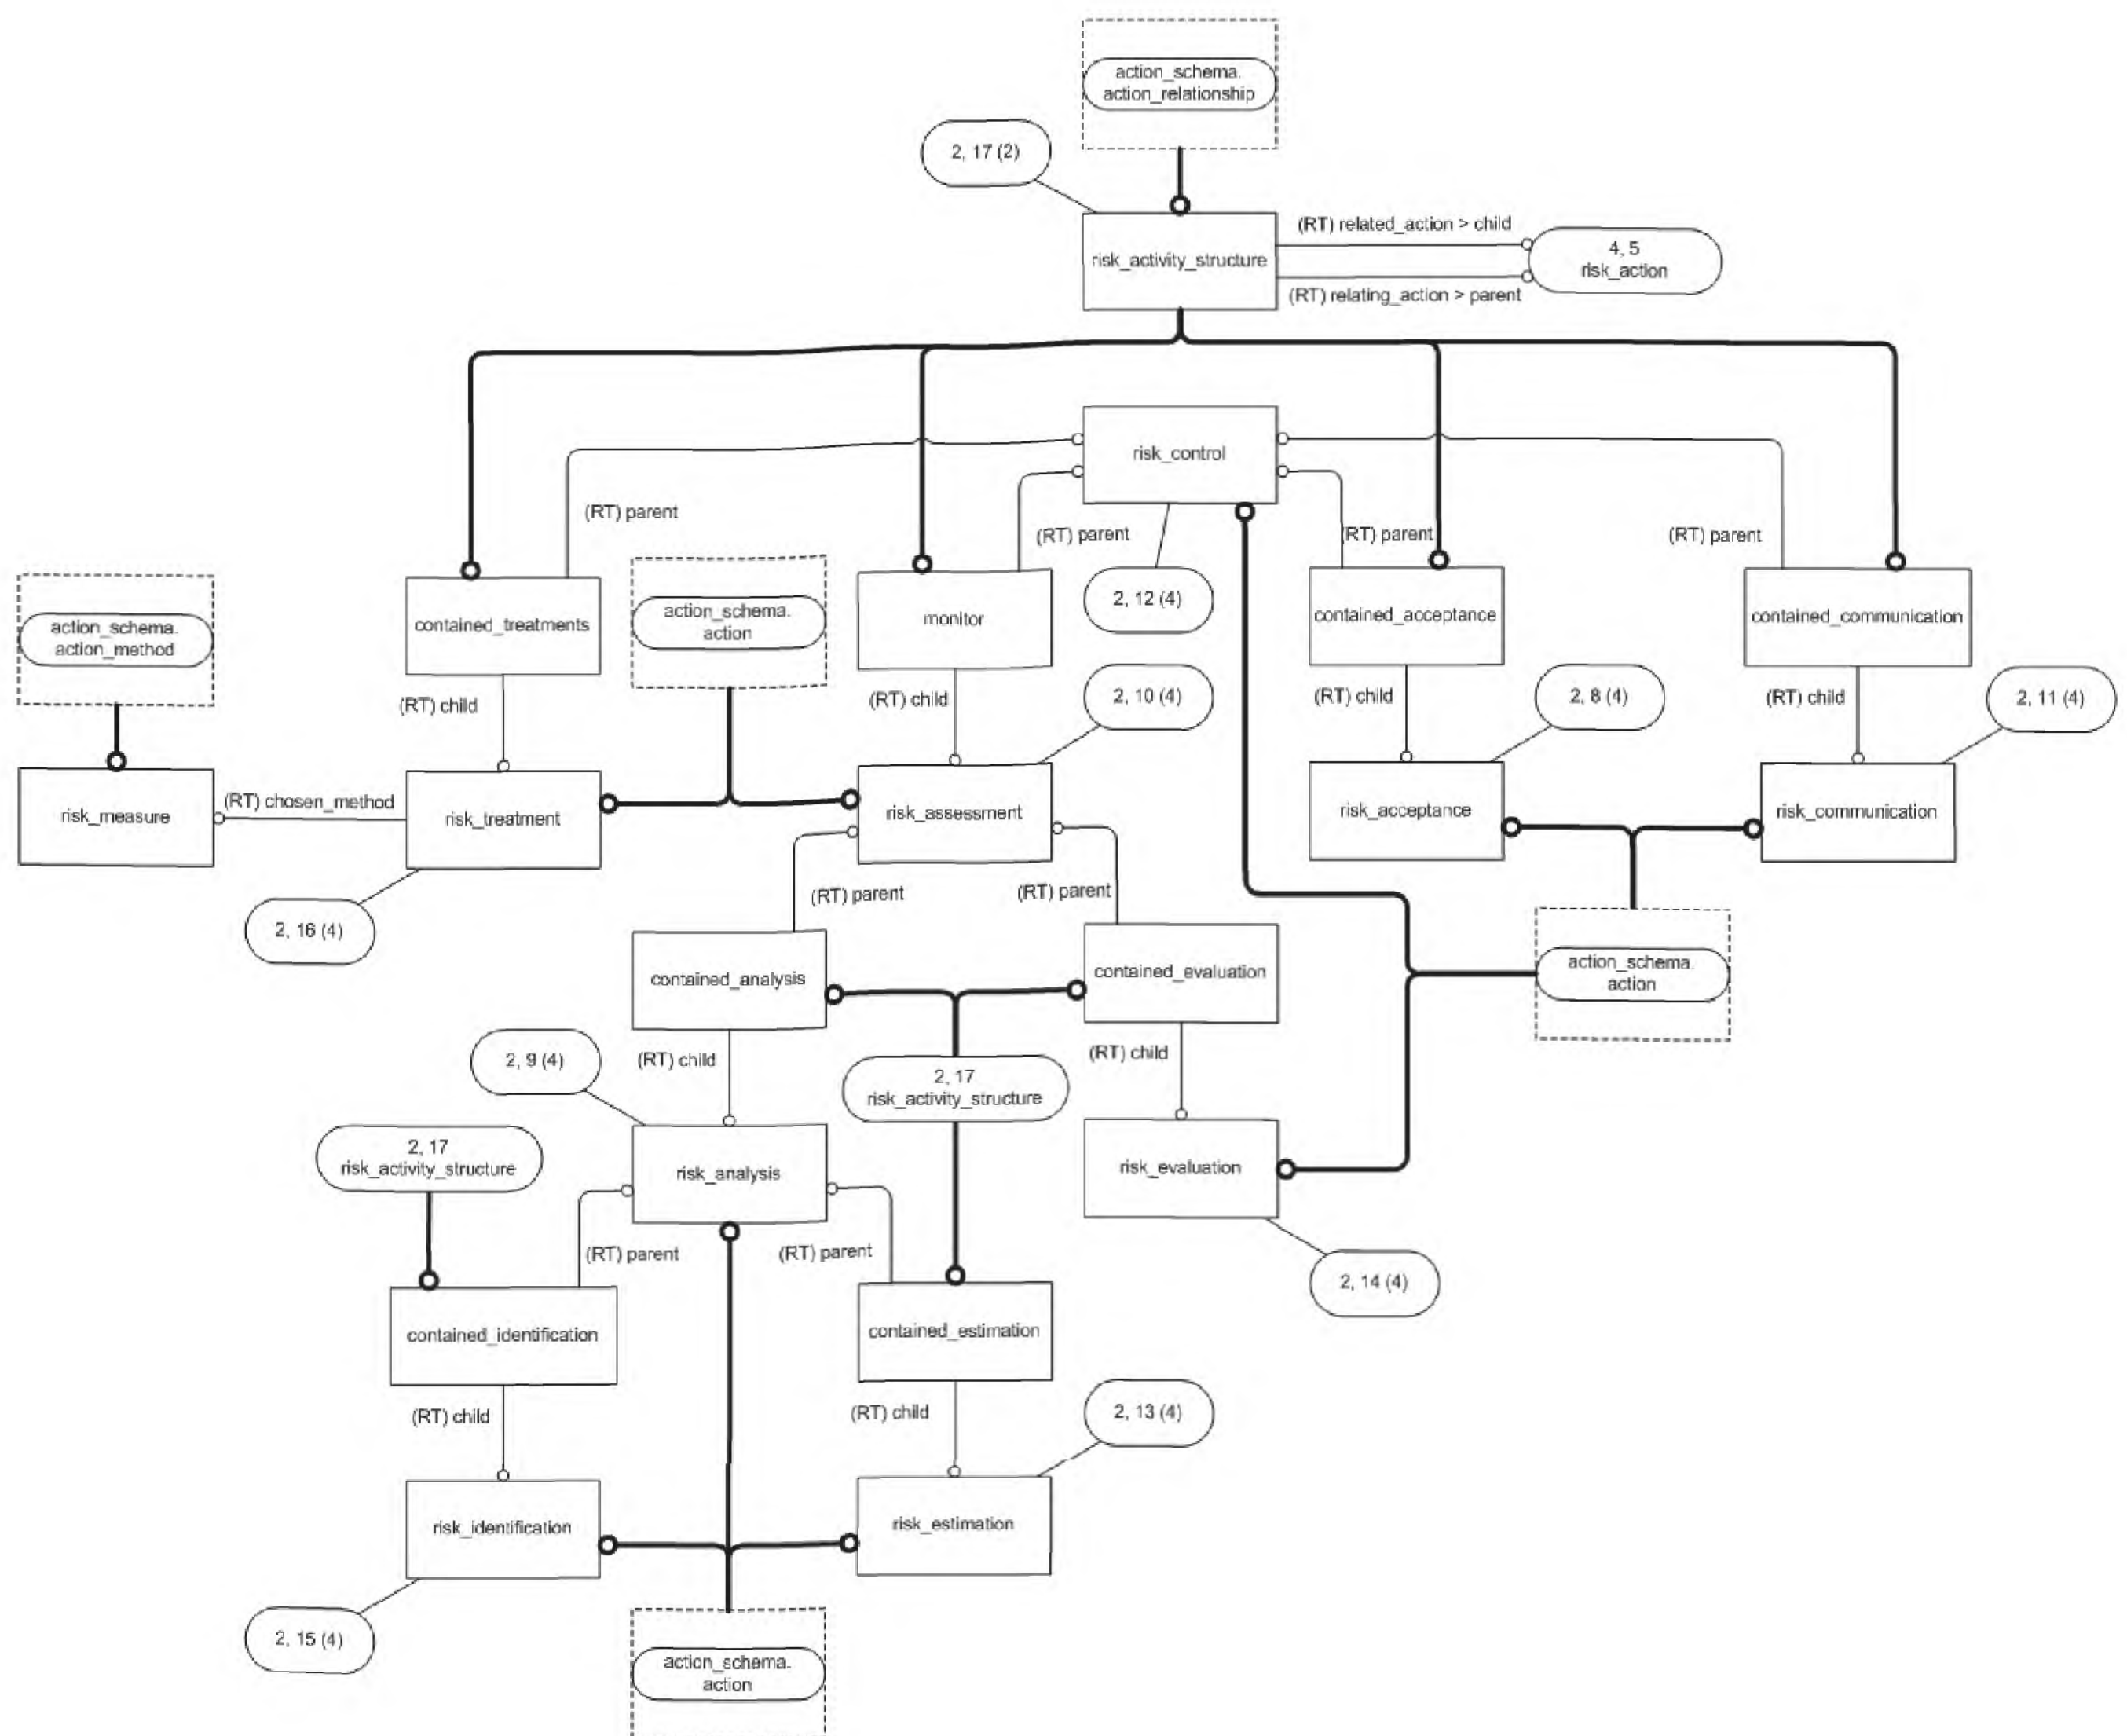 action_schema.
action_relationship
2, 17 (2)
risk_activity_structure
(RT) related_action > child
4, 5
risk_action
(RT) relating_action > parent
risk_control
(RT) parent
(RT) parent
(RT) parent
(RT) parent
action_schema.
action_method
contained_treatments
action_schema.
action
monitor
2, 12 (4)
contained_acceptance
contained_communication
(RT) child
(RT) child
2, 10 (4)
(RT) child
2, 8 (4)
(RT) child
2, 11 (4)
risk_measure
(RT) chosen_method
risk_treatment
risk_assessment
risk_acceptance
risk_communication
2, 16 (4)
(RT) parent
(RT) parent
contained_analysis
contained_evaluation
action_schema.
action
2, 9 (4)
(RT) child
2, 17
risk_activity_structure
(RT) child
2, 17
risk_activity_structure
risk_analysis
risk_evaluation
(RT) parent
(RT) parent
2, 14 (4)
contained_identification
contained_estimation
(RT) child
(RT) child
2, 13 (4)
risk_identification
risk_estimation
2, 15 (4)
action_schema.
action